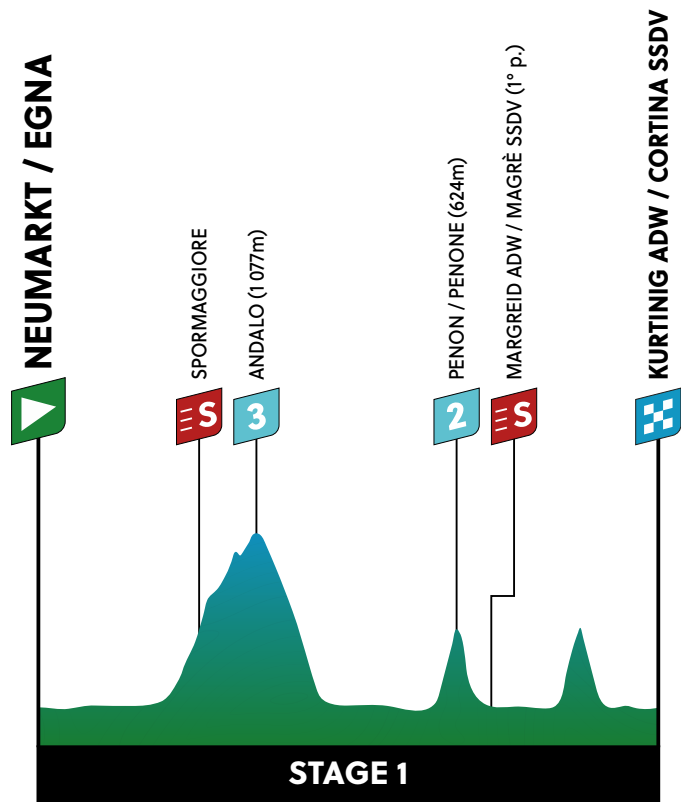 NEUMARKT / EGNA
SPORMAGGIORE
ANDALO (1 077m)
PENON / PENONE (624m)
MARGREID ADW / MAGRÈ SSDV (1° p.)
KURTINIG ADW / CORTINA SSDV
S
3
2
S
STAGE 1